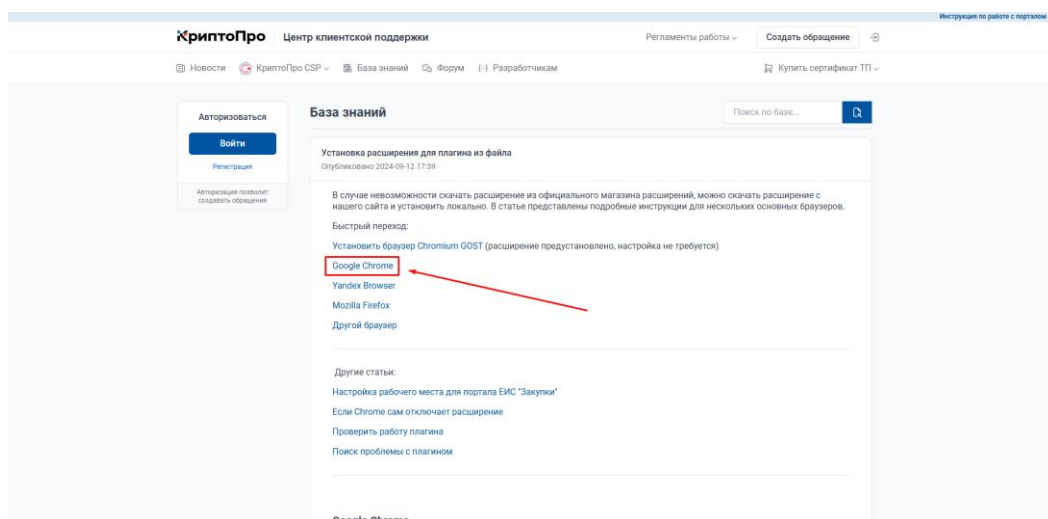 Инструкция по работе с порталом
КриптоПро Центр клиентской поддержки
Регламенты работы
Создать обращение
Новости
КриптоПро CSP
База знаний
Форум
Разработчикам
Купить сертификат ТП
Авторизоваться
Войти
Регистрация
Авторизация позволит
создавать обращения
База знаний
Поиск по базе...
Установка расширения для плагина из файла
Опубликовано 2024-09-12 17:39
В случае невозможности скачать расширение из официального магазина расширений, можно скачать расширение с
нашего сайта и установить локально. В статье представлены подробные инструкции для нескольких основных браузеров.
Быстрый переход:
Установить браузер Chromium GOST (расширение предустановлено, настройка не требуется)
Google Chrome
Yandex Browser
Mozilla Firefox
Другой браузер
Другие статьи:
Настройка рабочего места для портала ЕИС "Закупки"
Если Chrome сам отключает расширение
Проверить работу плагина
Поиск проблемы с плагином
Google Chrome